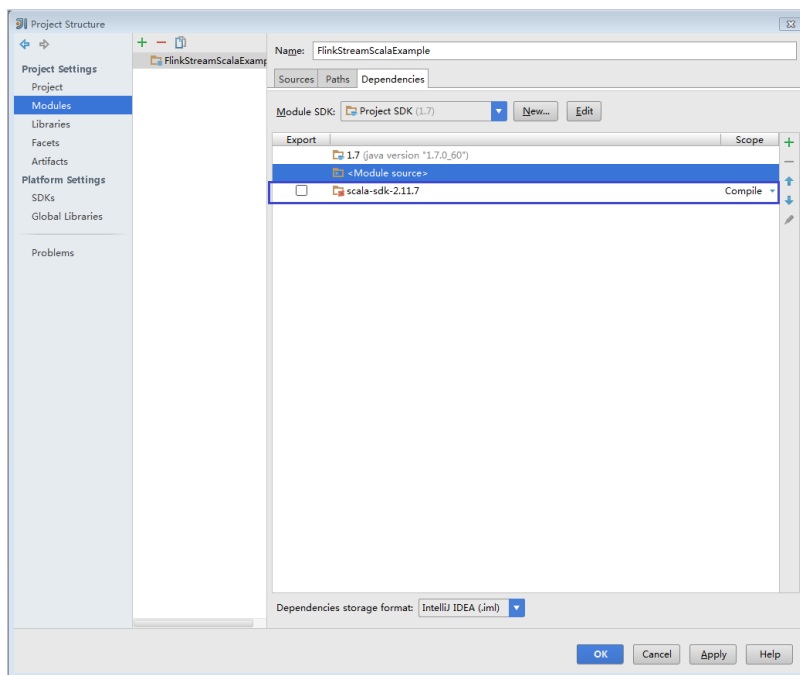 Project Structure
Project Settings
Project
Modules
Libraries
Facets
Artifacts
Platform Settings
SDKs
Global Libraries
Problems
FlinkStreamScalaExamp
Name: FlinkStreamScalaExample
Sources Paths Dependencies
Module SDK: Project SDK (1.7) New... Edit
Export Scope
1.7 (java version "1.7.0_60")
<Module source>
scala-sdk-2.11.7 Compile
Dependencies storage format: IntelliJ IDEA (.iml)
OK Cancel Apply Help